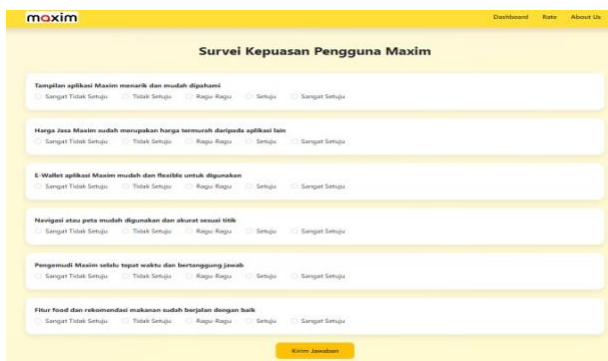 maxim
Dashboard Rate About Us
Survei Kepuasan Pengguna Maxim
Tampilan aplikasi Maxim menarik dan mudah dipahami
Sangat Tidak Setuju Tidak Setuju Ragu-Ragu Setuju Sangat Setuju
Harga Jasa Maxim sudah merupakan harga termurah daripada aplikasi lain
Sangat Tidak Setuju Tidak Setuju Ragu-Ragu Setuju Sangat Setuju
E-Wallet aplikasi Maxim mudah dan flexible untuk digunakan
Sangat Tidak Setuju Tidak Setuju Ragu-Ragu Setuju Sangat Setuju
Navigasi atau peta mudah digunakan dan akurat sesuai titik
Sangat Tidak Setuju Tidak Setuju Ragu-Ragu Setuju Sangat Setuju
Pengemudi Maxim selalu tepat waktu dan bertanggung jawab
Sangat Tidak Setuju Tidak Setuju Ragu-Ragu Setuju Sangat Setuju
Fitur food dan rekomendasi makanan sudah berjalan dengan baik
Sangat Tidak Setuju Tidak Setuju Ragu-Ragu Setuju Sangat Setuju
Kirim Jawaban